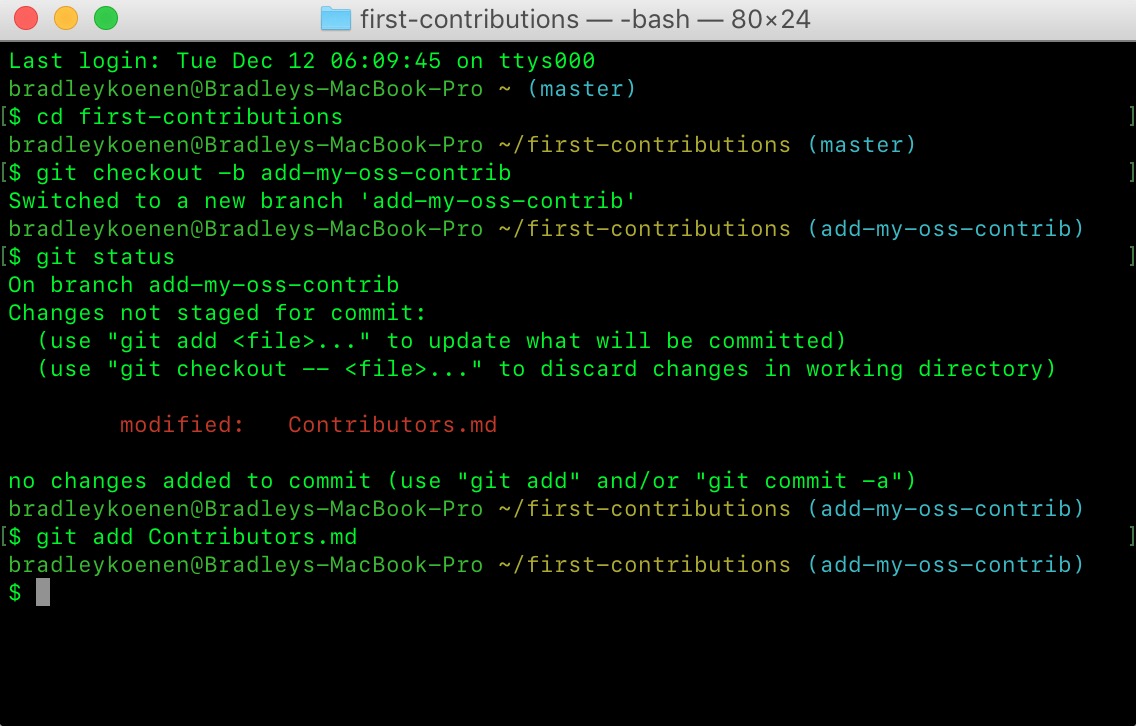 first-contributions — -bash — 80×24
Last login: Tue Dec 12 06:09:45 on ttys000
bradleykoenen@Bradleys-MacBook-Pro ~ (master)
[$ cd first-contributions ]
bradleykoenen@Bradleys-MacBook-Pro ~/first-contributions (master)
[$ git checkout -b add-my-oss-contrib ]
Switched to a new branch 'add-my-oss-contrib'
bradleykoenen@Bradleys-MacBook-Pro ~/first-contributions (add-my-oss-contrib)
[$ git status ]
On branch add-my-oss-contrib
Changes not staged for commit:
  (use "git add <file>..." to update what will be committed)
  (use "git checkout -- <file>..." to discard changes in working directory)
        modified:   Contributors.md
no changes added to commit (use "git add" and/or "git commit -a")
bradleykoenen@Bradleys-MacBook-Pro ~/first-contributions (add-my-oss-contrib)
[$ git add Contributors.md ]
bradleykoenen@Bradleys-MacBook-Pro ~/first-contributions (add-my-oss-contrib)
$